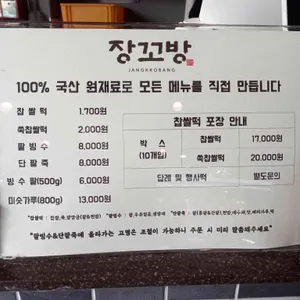 장꼬방
JANGKKOBANG
100% 국산 원재료로 모든 메뉴를 직접 만듭니다
찹쌀떡 1,700원
쑥찹쌀떡 2,000원
팥빙수 8,000원
단팥죽 8,000원
빙수팥(500g) 6,000원
미숫가루(800g) 13,000원
찹쌀떡 포장 안내
박스 (10개입)
찹쌀떡 17,000원
쑥찹쌀떡 20,000원
답례 및 행사떡 별도문의
*팥빙수&단팥죽에 올라가는 고명은 조절이 가능하니 주문 시 미리 말씀해주세요*